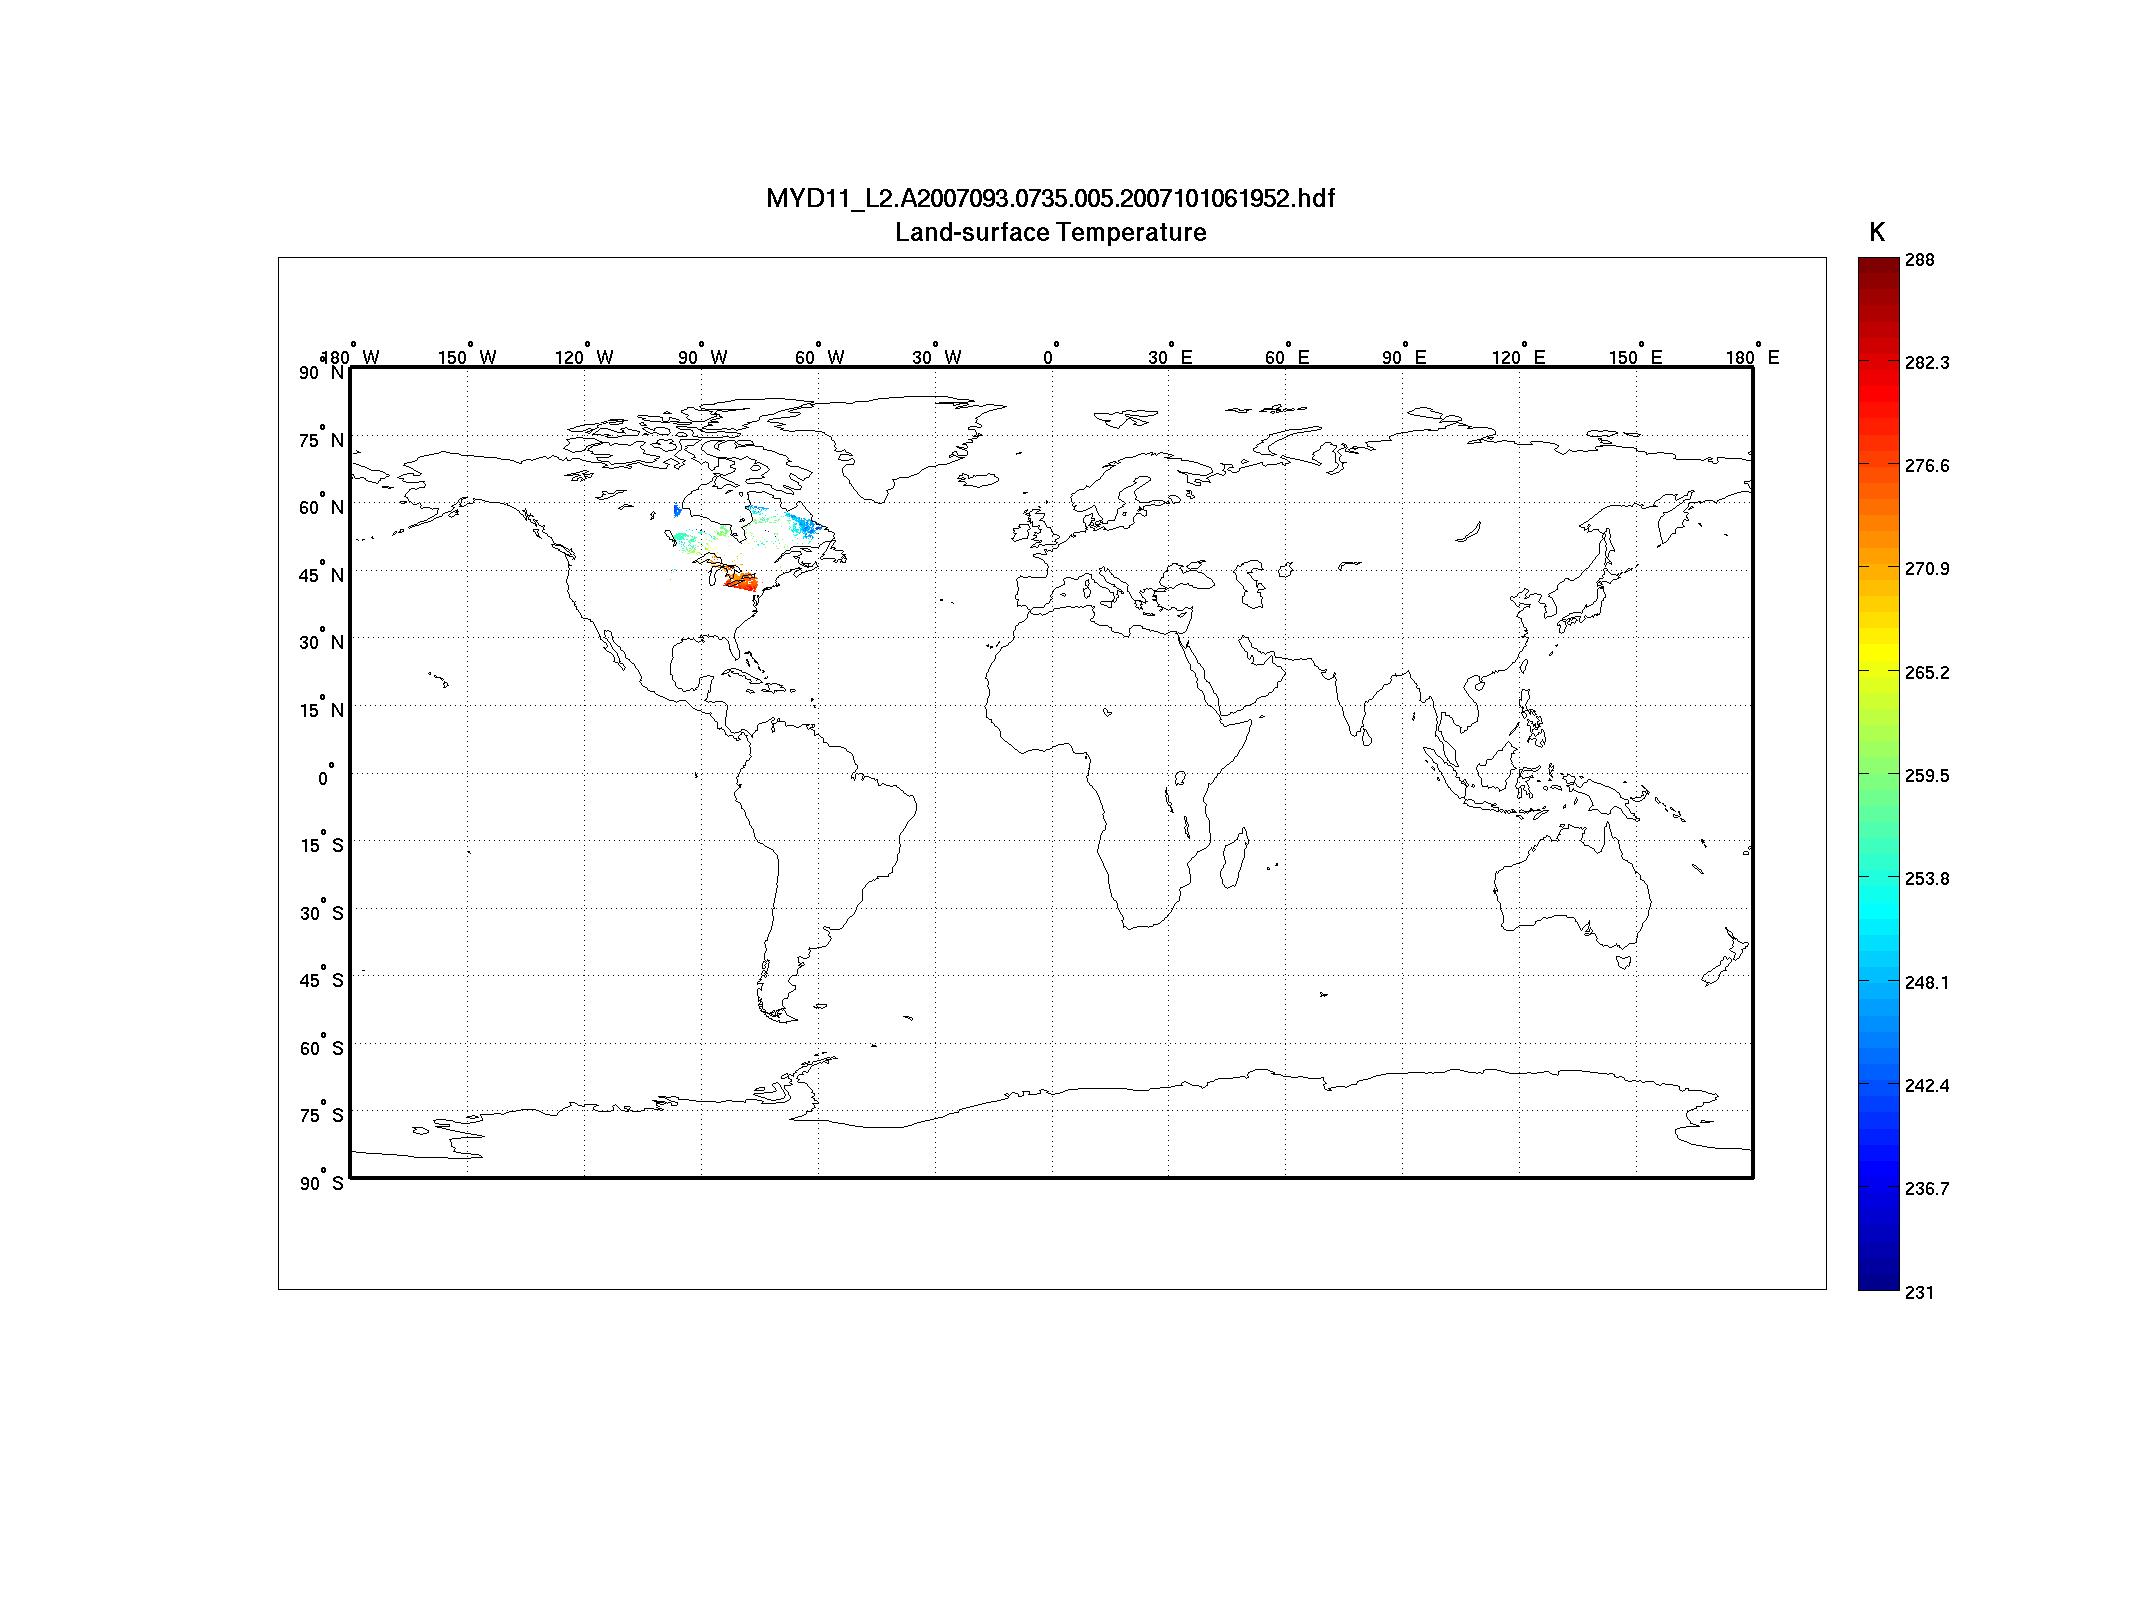 MYD11_L2.A2007093.0735.005.2007101061952.hdf
Land-surface Temperature
K
180° W 150° W 120° W 90° W 60° W 30° W 0° 30° E 60° E 90° E 120° E 150° E 180° E
90° N
75° N
60° N
45° N
30° N
15° N
0°
15° S
30° S
45° S
60° S
75° S
90° S
288
282.3
276.6
270.9
265.2
259.5
253.8
248.1
242.4
236.7
231